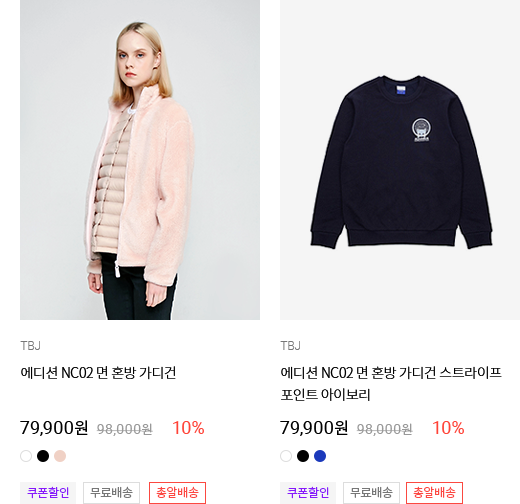 TBJ
에디션 NC02 면 혼방 가디건
79,900원 98,000원 10%
쿠폰할인 무료배송 총알배송
TBJ
에디션 NC02 면 혼방 가디건 스트라이프
포인트 아이보리
79,900원 98,000원 10%
쿠폰할인 무료배송 총알배송